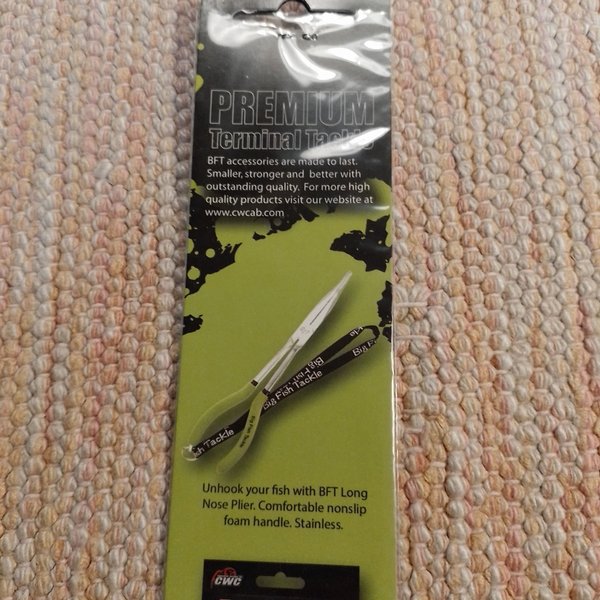 PREMIUM
Terminal Tackle
BFT accessories are made to last.
Smaller, stronger and better with
outstanding quality. For more high
quality products visit our website at
www.cwcab.com
Big Fish Tackle
Big Fish Tackle
Unhook your fish with BFT Long
Nose Plier. Comfortable nonslip
foam handle. Stainless.
CWC